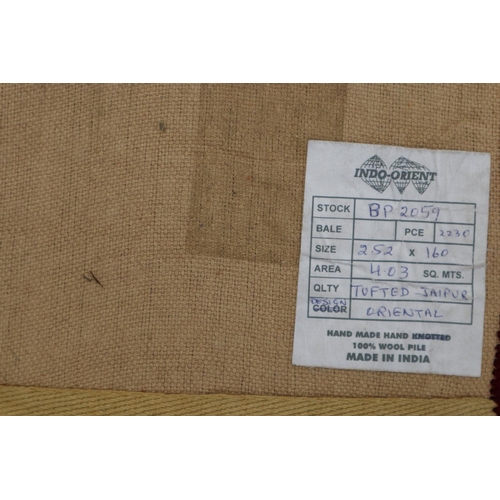 INDO-ORIENT
STOCK BP 2059
BALE PCE 2230
SIZE 252 X 160
AREA 4.03 SQ. MTS.
QLTY TUFTED JAIPUR
DESIGN
COLOR ORIENTAL
HAND MADE HAND KNOTTED
100% WOOL PILE
MADE IN INDIA